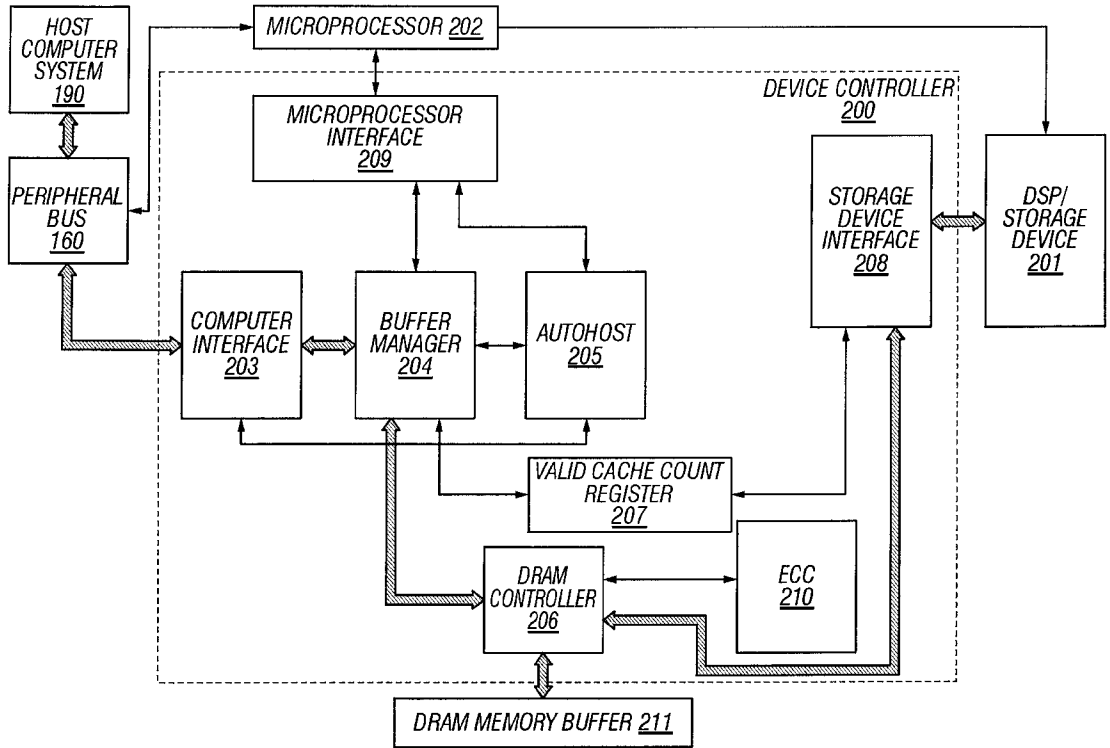 HOST
COMPUTER
SYSTEM
190
MICROPROCESSOR 202
DEVICE CONTROLLER
200
MICROPROCESSOR
INTERFACE
209
PERIPHERAL
BUS
160
STORAGE
DEVICE
INTERFACE
208
DSP/
STORAGE
DEVICE
201
COMPUTER
INTERFACE
203
BUFFER
MANAGER
204
AUTOHOST
205
VALID CACHE COUNT
REGISTER
207
DRAM
CONTROLLER
206
ECC
210
DRAM MEMORY BUFFER 211